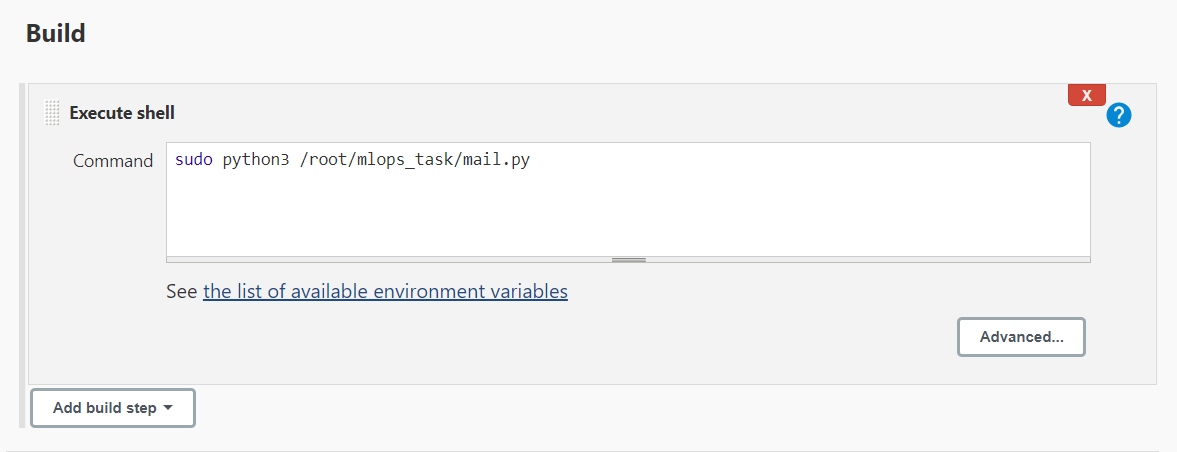 Build
Execute shell
X
?
Command
sudo python3 /root/mlops_task/mail.py
See the list of available environment variables
Advanced...
Add build step